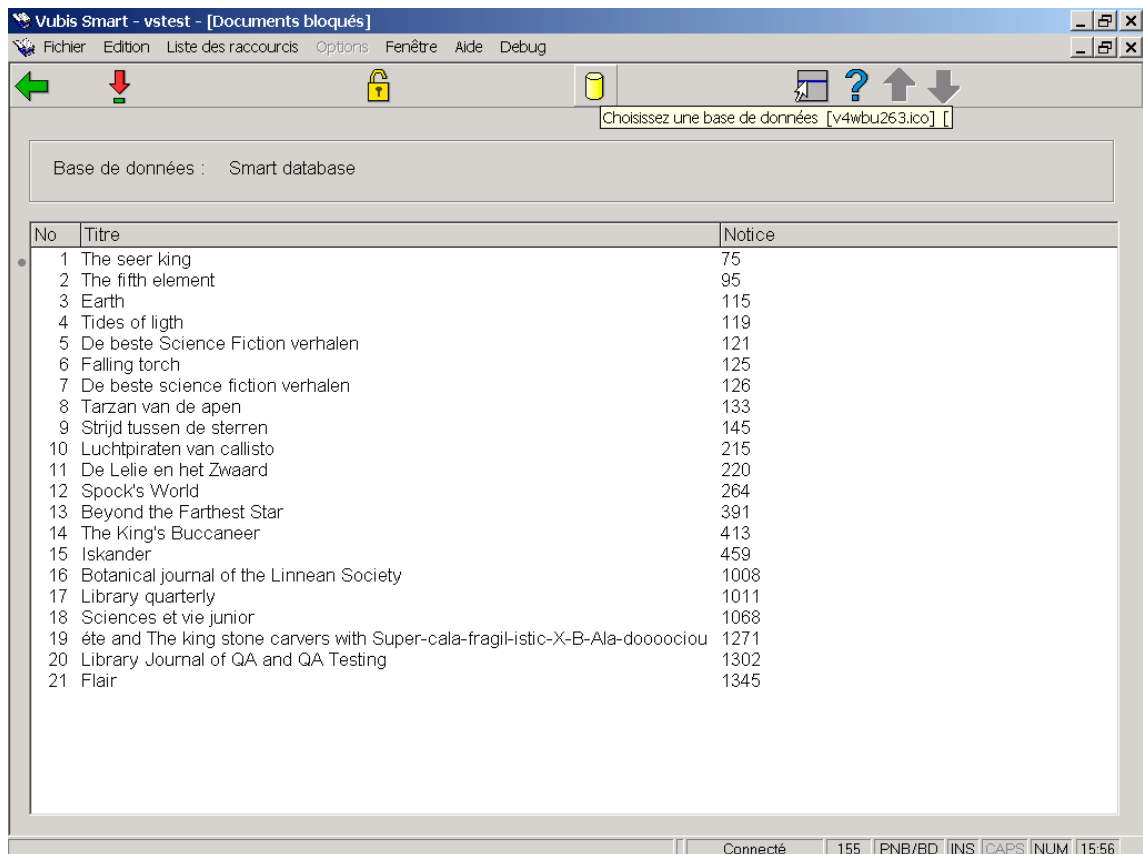 Vubis Smart - vstest - [Documents bloqués]
Fichier Edition Liste des raccourcis Options Fenêtre Aide Debug
Choisissez une base de données [v4wbu263.ico] [
Base de données : Smart database
No Titre Notice
1 The seer king 75
2 The fifth element 95
3 Earth 115
4 Tides of ligth 119
5 De beste Science Fiction verhalen 121
6 Falling torch 125
7 De beste science fiction verhalen 126
8 Tarzan van de apen 133
9 Strijd tussen de sterren 145
10 Luchtpiraten van callisto 215
11 De Lelie en het Zwaard 220
12 Spock's World 264
13 Beyond the Farthest Star 391
14 The King's Buccaneer 413
15 Iskander 459
16 Botanical journal of the Linnean Society 1008
17 Library quarterly 1011
18 Sciences et vie junior 1068
19 éte and The king stone carvers with Super-cala-fragil-istic-X-B-Ala-doooociou 1271
20 Library Journal of QA and QA Testing 1302
21 Flair 1345
Connecté 155 PNB/BD INS CAPS NUM 15:56